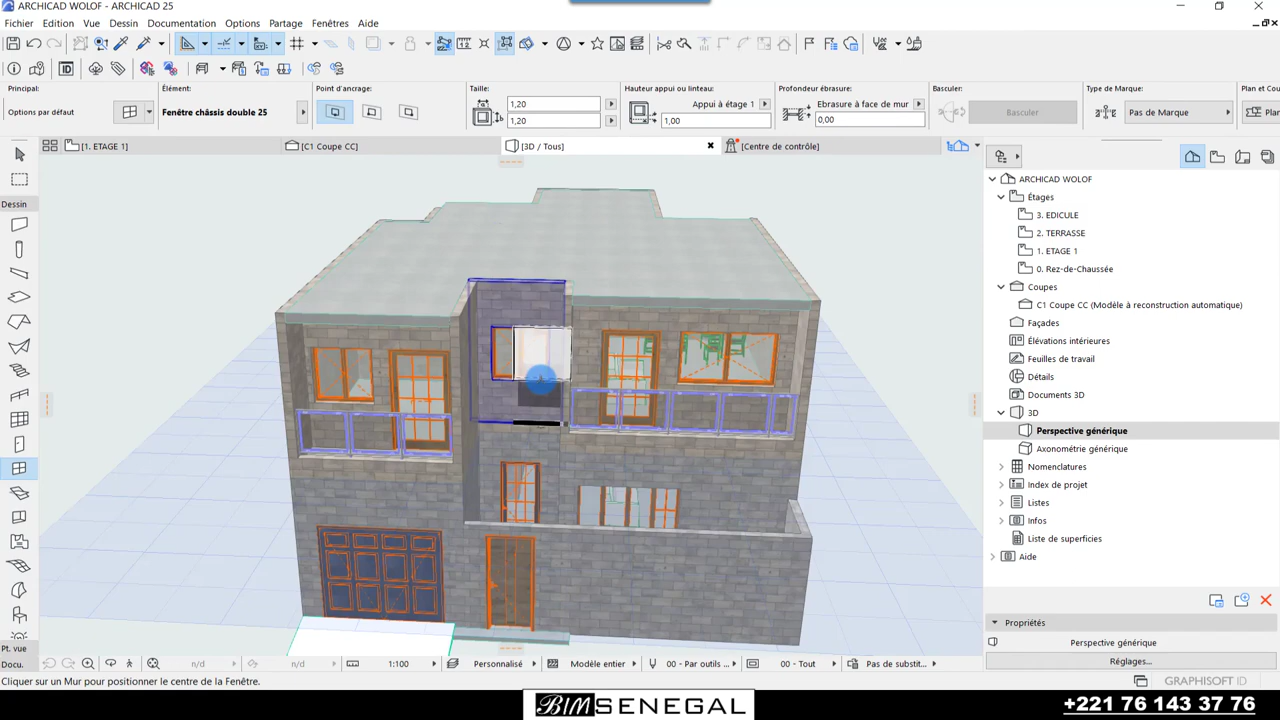 ARCHICAD WOLOF - ARCHICAD 25
Fichier Edition Vue Dessin Documentation Options Partage Fenêtres Aide
Principal:
Options par défaut
Élément:
Fenêtre châssis double 25
Point d'ancrage:
Taille:
1,20
1,20
Hauteur appui ou linteau:
Appui à étage 1
1,00
Profondeur ébrasure:
Ebrasure à face de mur
0,00
Basculer:
Basculer
Type de Marque:
Pas de Marque
Plan et Cou
Plan
[1. ETAGE 1]
[C1 Coupe CC]
[3D / Tous]
[Centre de contrôle]
Dessin
Pt. vue
Docu.
ARCHICAD WOLOF
Étages
3. EDICULE
2. TERRASSE
1. ETAGE 1
0. Rez-de-Chaussée
Coupes
C1 Coupe CC (Modèle à reconstruction automatique)
Façades
Élévations intérieures
Feuilles de travail
Détails
Documents 3D
3D
Perspective générique
Axonométrie générique
Nomenclatures
Index de projet
Listes
Infos
Liste de superficies
Aide
Propriétés
Perspective générique
Réglages...
n/d
n/d
1:100
Personnalisé
Modèle entier
00 - Par outils ...
00 - Tout
Pas de substit...
Cliquer sur un Mur pour positionner le centre de la Fenêtre.
GRAPHISOFT ID
BIMSENEGAL
+221 76 143 37 76